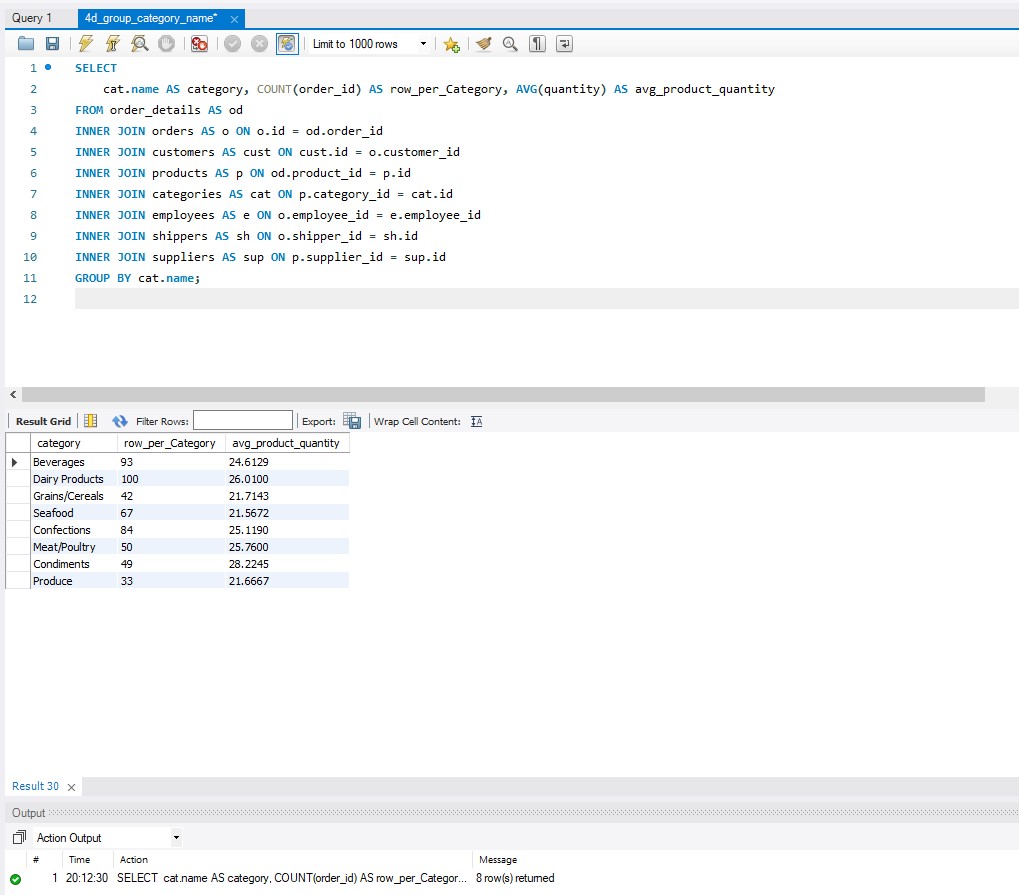 Query 1 4d_group_category_name*
Limit to 1000 rows
1 SELECT
2 cat.name AS category, COUNT(order_id) AS row_per_Category, AVG(quantity) AS avg_product_quantity
3 FROM order_details AS od
4 INNER JOIN orders AS o ON o.id = od.order_id
5 INNER JOIN customers AS cust ON cust.id = o.customer_id
6 INNER JOIN products AS p ON od.product_id = p.id
7 INNER JOIN categories AS cat ON p.category_id = cat.id
8 INNER JOIN employees AS e ON o.employee_id = e.employee_id
9 INNER JOIN shippers AS sh ON o.shipper_id = sh.id
10 INNER JOIN suppliers AS sup ON p.supplier_id = sup.id
11 GROUP BY cat.name;
12
Result Grid Filter Rows: Export: Wrap Cell Content:
category row_per_Category avg_product_quantity
Beverages 93 24.6129
Dairy Products 100 26.0100
Grains/Cereals 42 21.7143
Seafood 67 21.5672
Confections 84 25.1190
Meat/Poultry 50 25.7600
Condiments 49 28.2245
Produce 33 21.6667
Result 30
Output
Action Output
# Time Action Message
1 20:12:30 SELECT cat.name AS category, COUNT(order_id) AS row_per_Categor... 8 row(s) returned